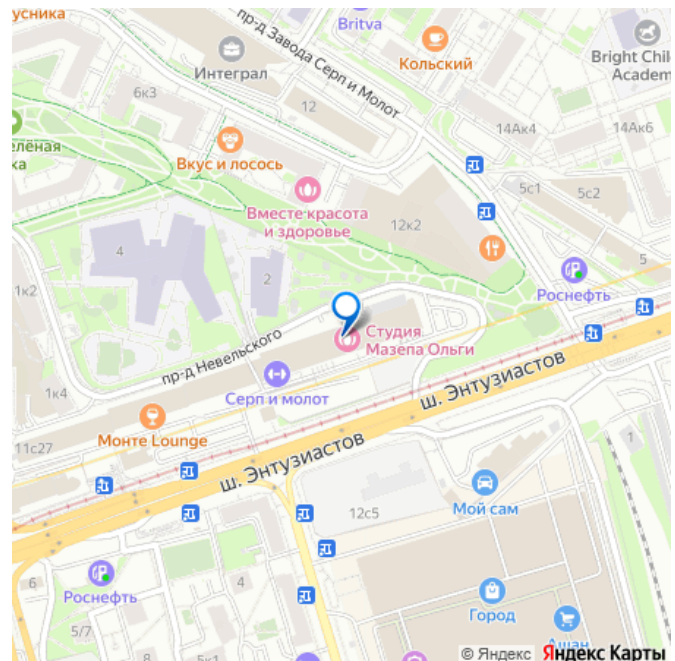 усника
Britva
пр-д Завода Серп и Молот
Кольский
Bright Chil
Academ
Интеграл
6к3
12
14Ак4
14Ак6
елёная
ха
Вкус и лосось
5с1
5с2
Вместе красота
и здоровье
12к2
4
2
5
1к2
Роснефть
пр-д Невельского
Студия
Мазепа Ольги
ш. Энтузиастов
Серп и молот
1к4
Монте Lounge
11с27
ш. Энтузиастов
1
12с5
Мой сам
6
4
Роснефть
Город
5/7
5к1
Ашан
© Яндекс Яндекс Карты